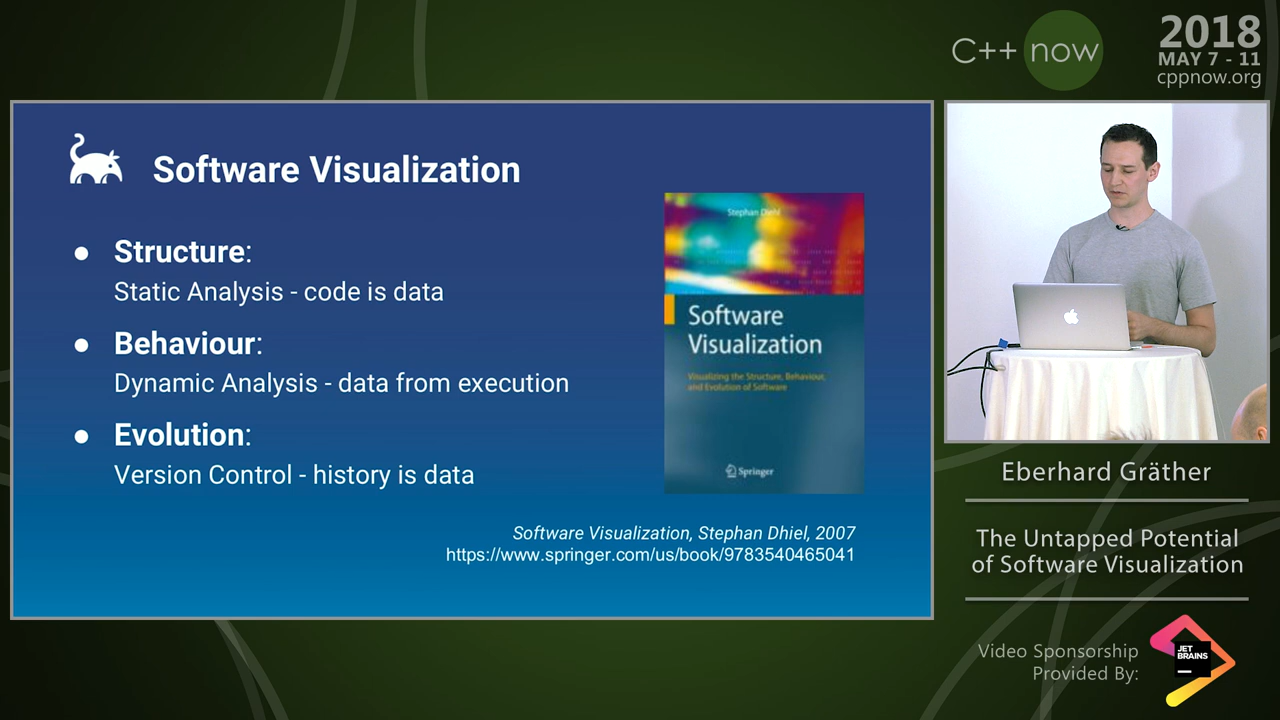 C++ now
2018
MAY 7 - 11
cppnow.org
Software Visualization
● Structure:
Static Analysis - code is data
● Behaviour:
Dynamic Analysis - data from execution
● Evolution:
Version Control - history is data
Stephan Diehl
Software
Visualization
Visualizing the Structure, Behaviour,
and Evolution of Software
Springer
Software Visualization, Stephan Dhiel, 2007
https://www.springer.com/us/book/9783540465041
Eberhard Gräther
The Untapped Potential
of Software Visualization
Video Sponsorship
Provided By:
JET
BRAINS